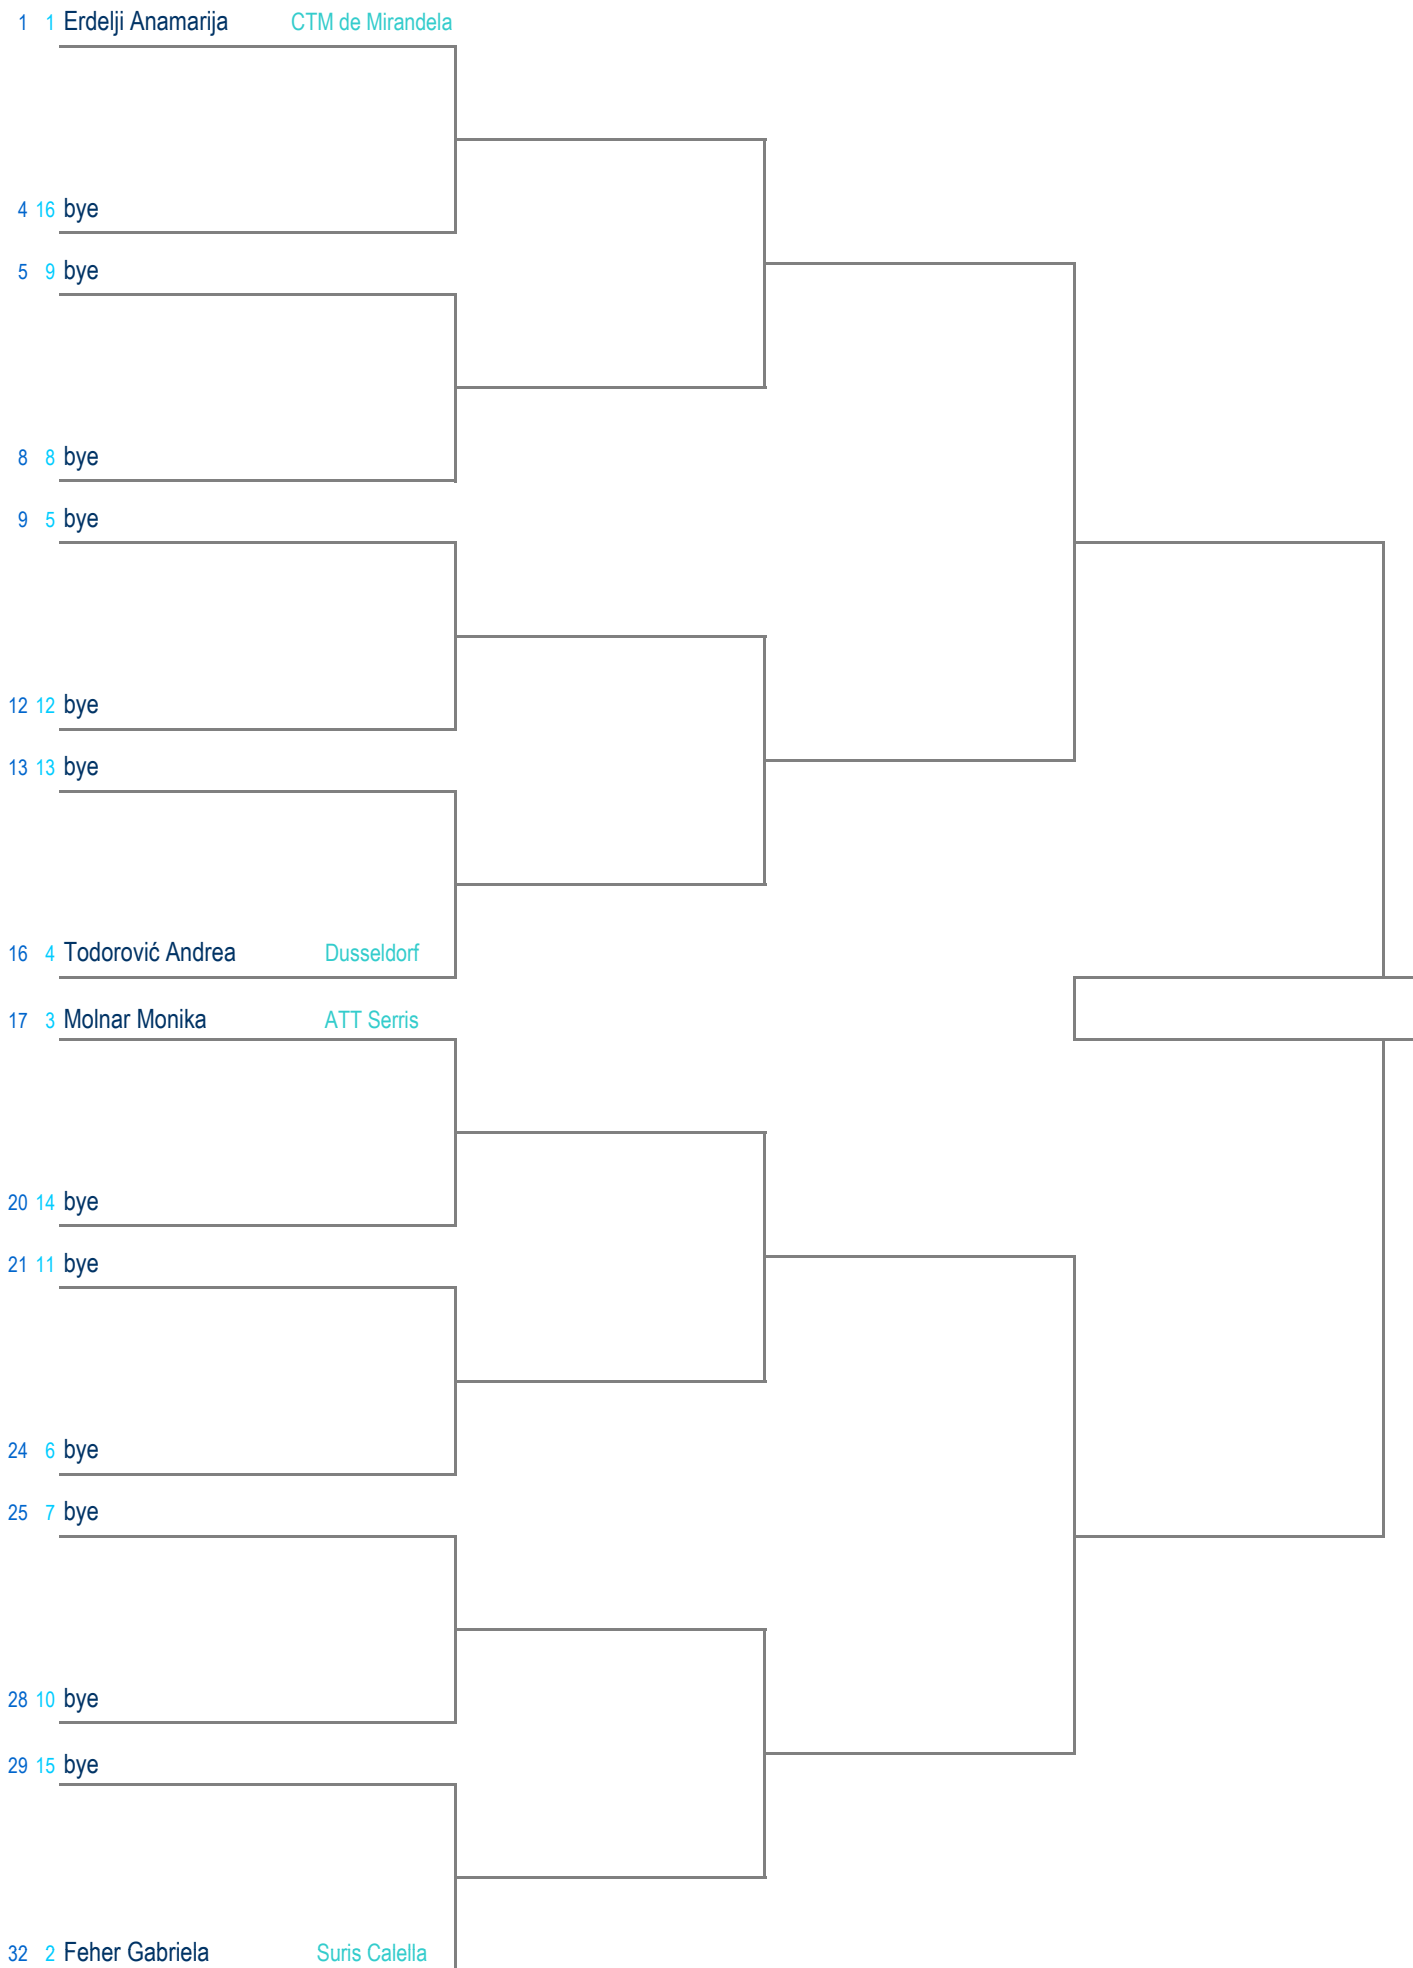 1 1 Erdelji Anamarija CTM de Mirandela
4 16 bye
5 9 bye
8 8 bye
9 5 bye
12 12 bye
13 13 bye
16 4 Todorović Andrea Dusseldorf
17 3 Molnar Monika ATT Serris
20 14 bye
21 11 bye
24 6 bye
25 7 bye
28 10 bye
29 15 bye
32 2 Feher Gabriela Suris Calella